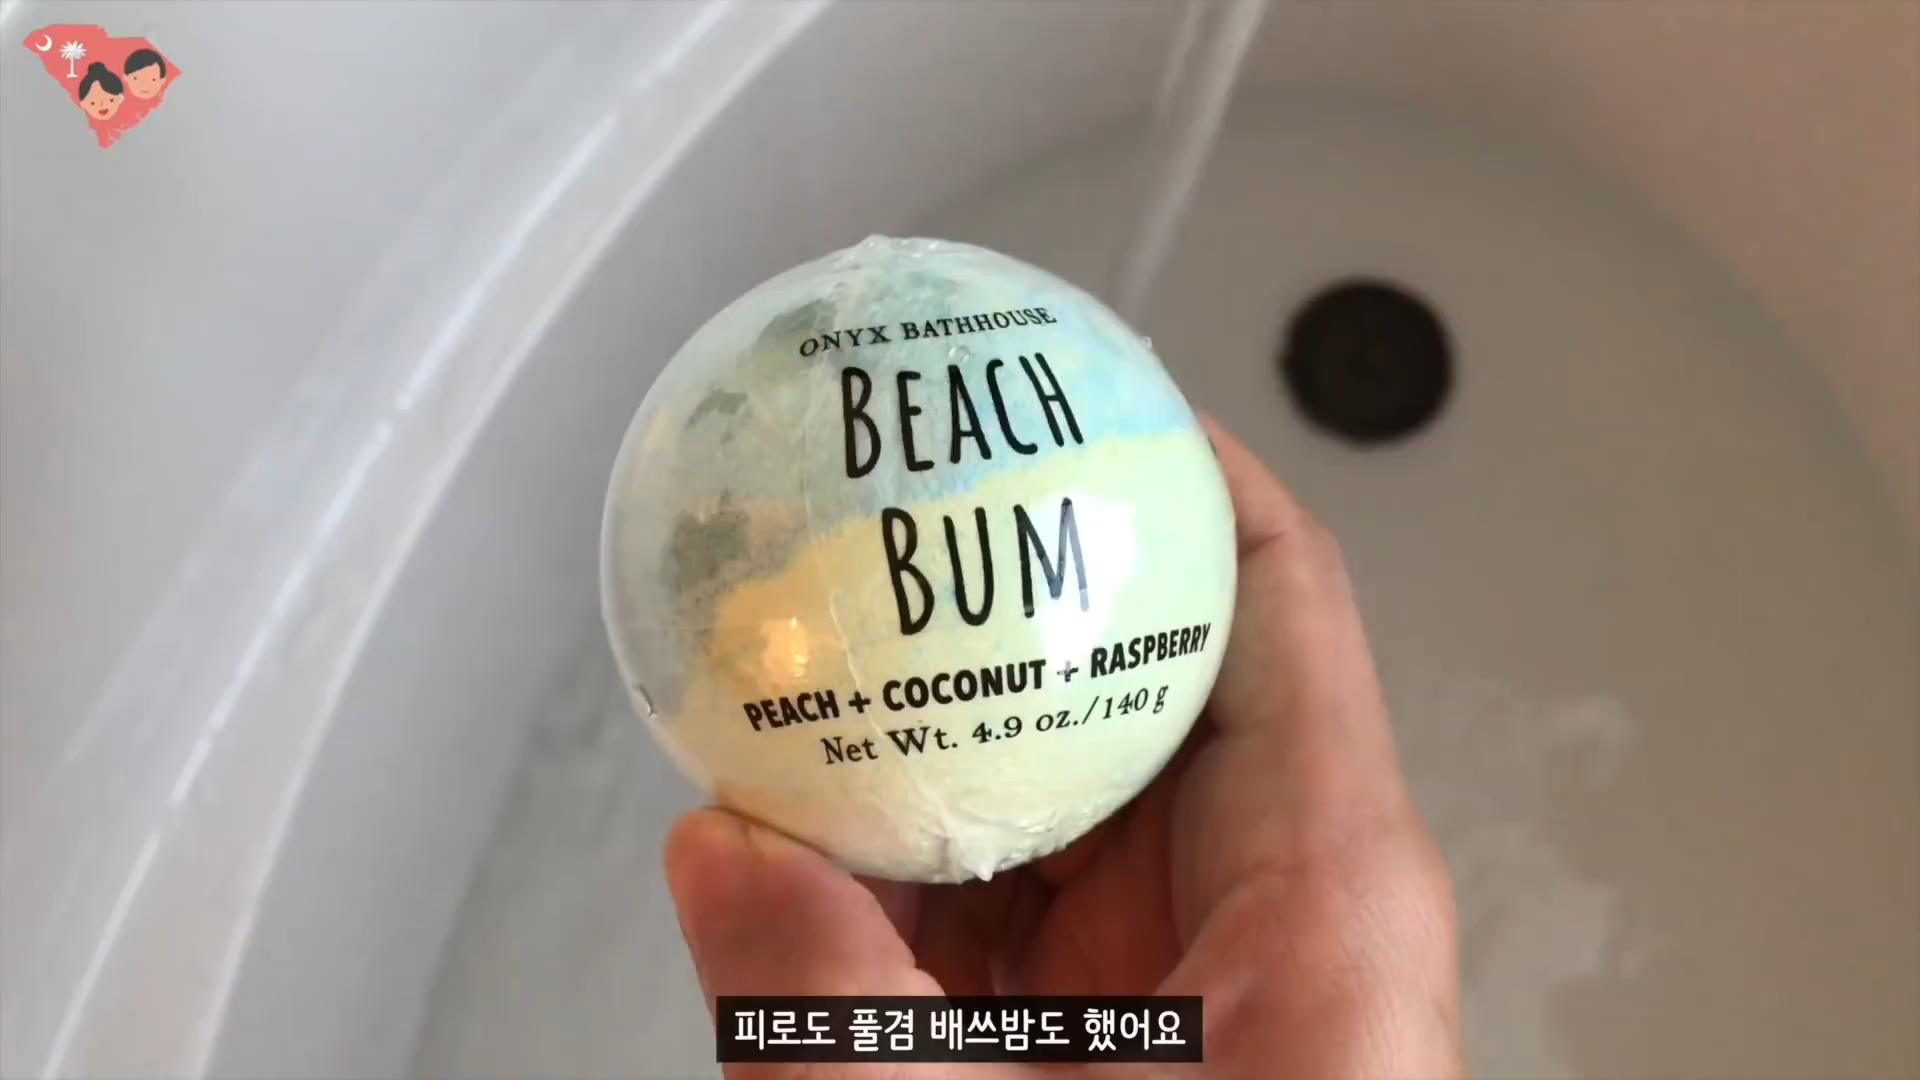 ONYX BATHHOUSE
BEACH
BUM
PEACH + COCONUT + RASPBERRY
Net Wt. 4.9 oz./140 g
피로도 풀겸 배쓰밤도 했어요